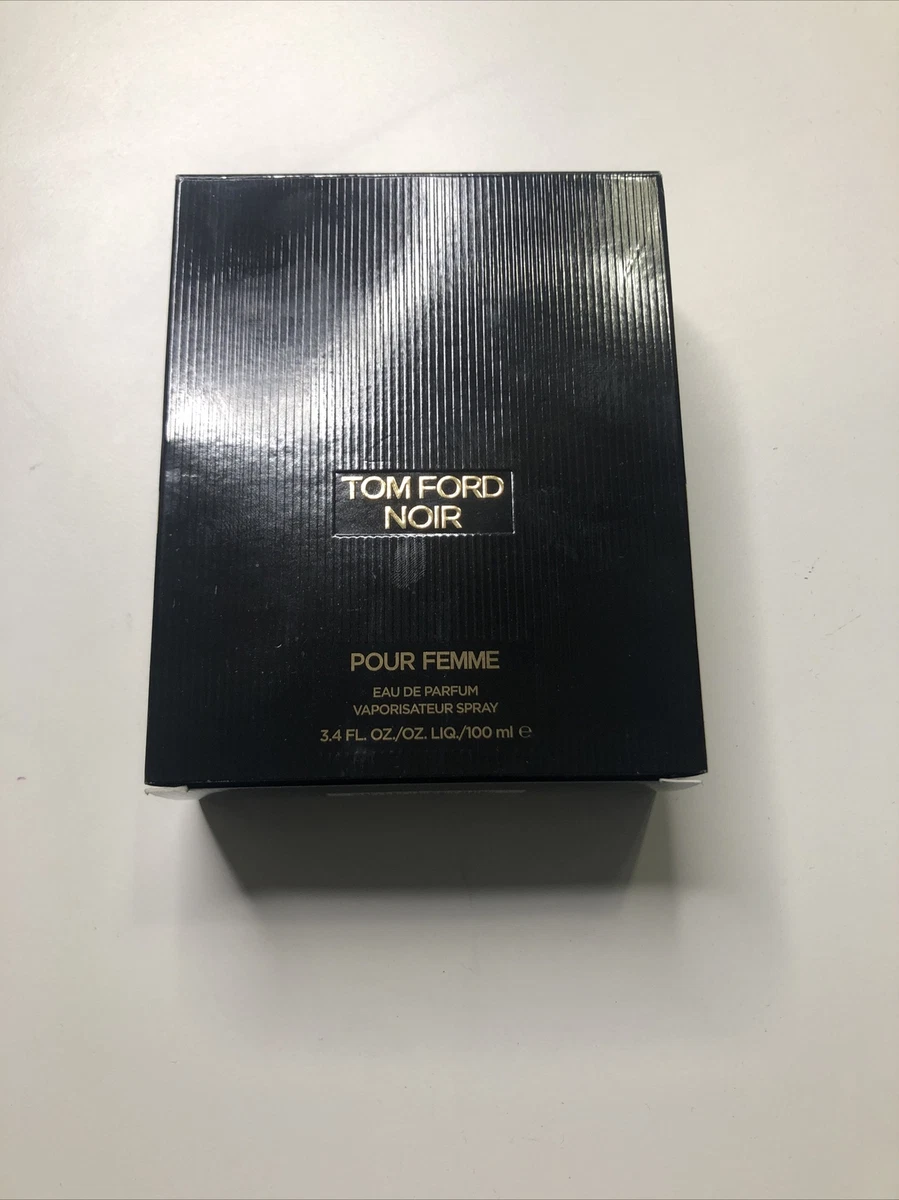 TOM FORD
NOIR
POUR FEMME
EAU DE PARFUM
VAPORISATEUR SPRAY
3.4 FL. OZ./OZ. LIQ./100 ml ℮